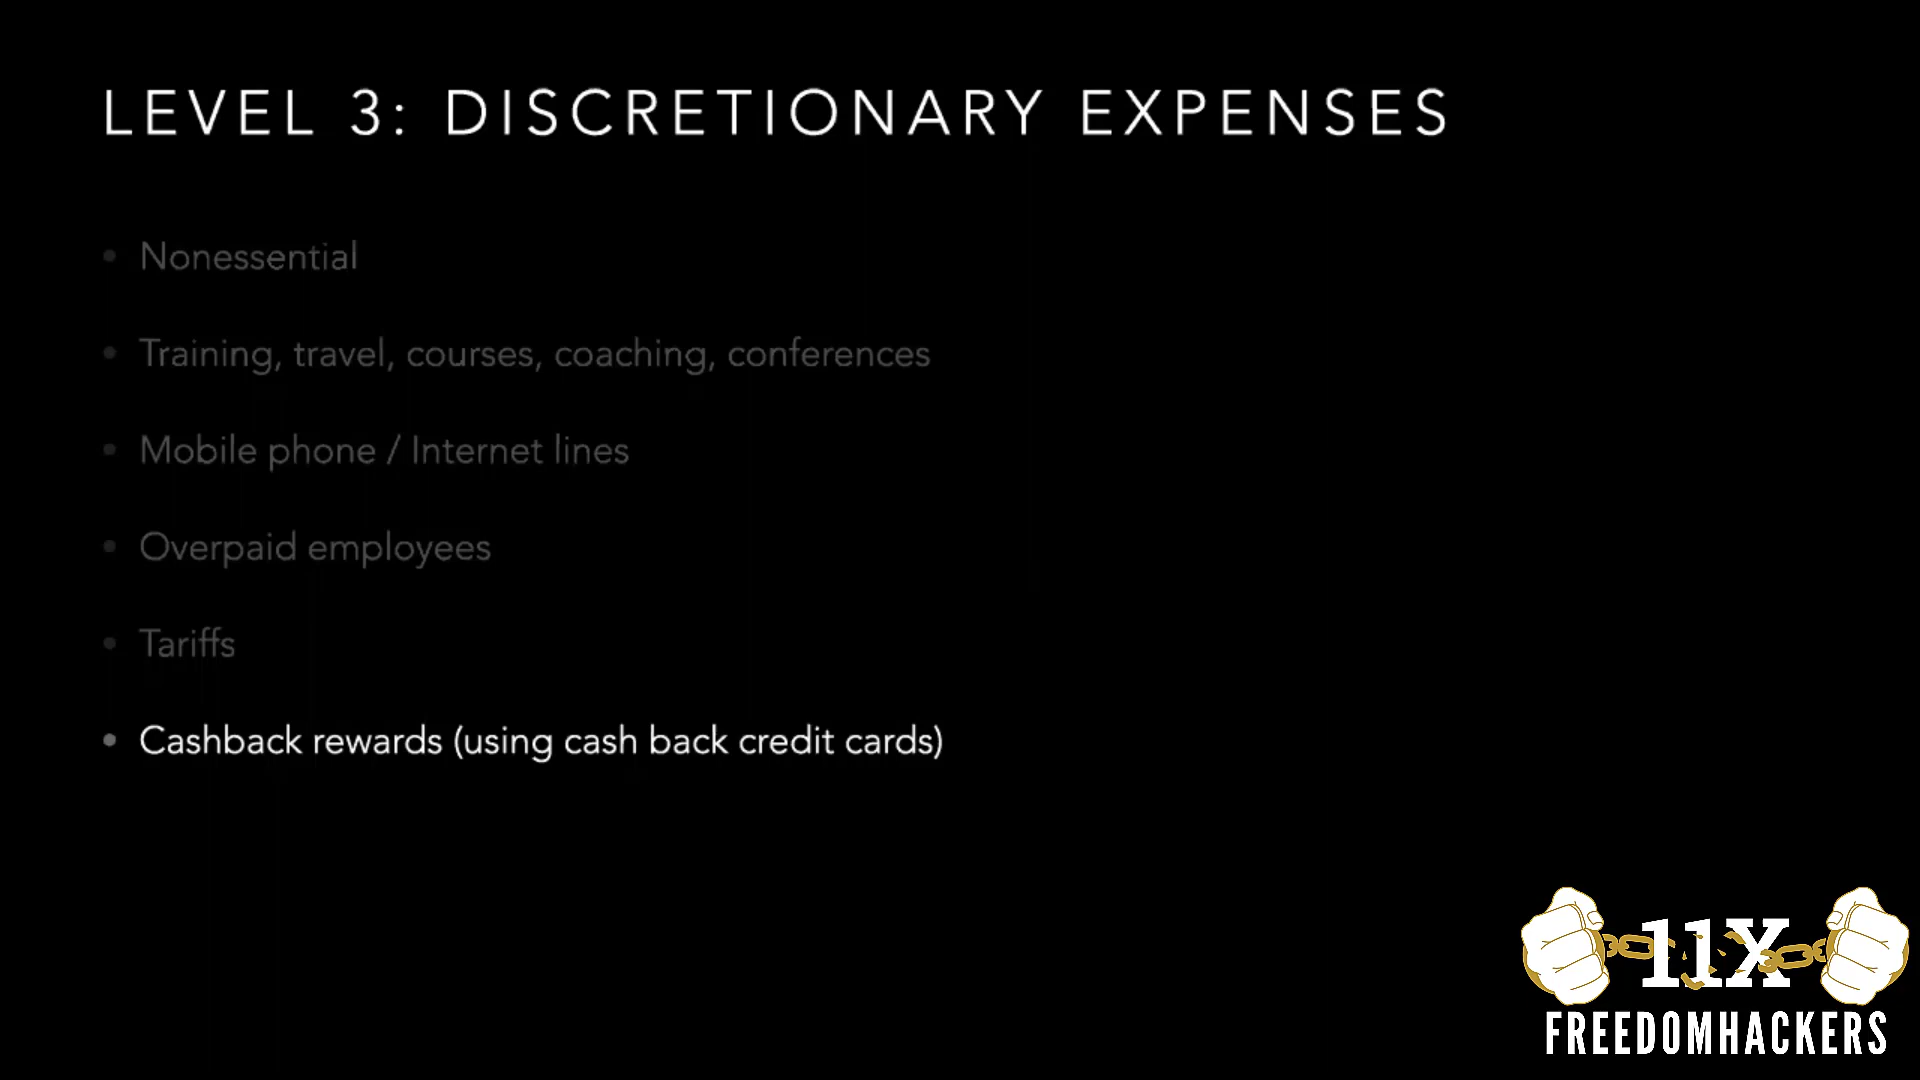 LEVEL 3: DISCRETIONARY EXPENSES
• Nonessential
• Training, travel, courses, coaching, conferences
• Mobile phone / Internet lines
• Overpaid employees
• Tariffs
• Cashback rewards (using cash back credit cards)
11X
FREEDOMHACKERS